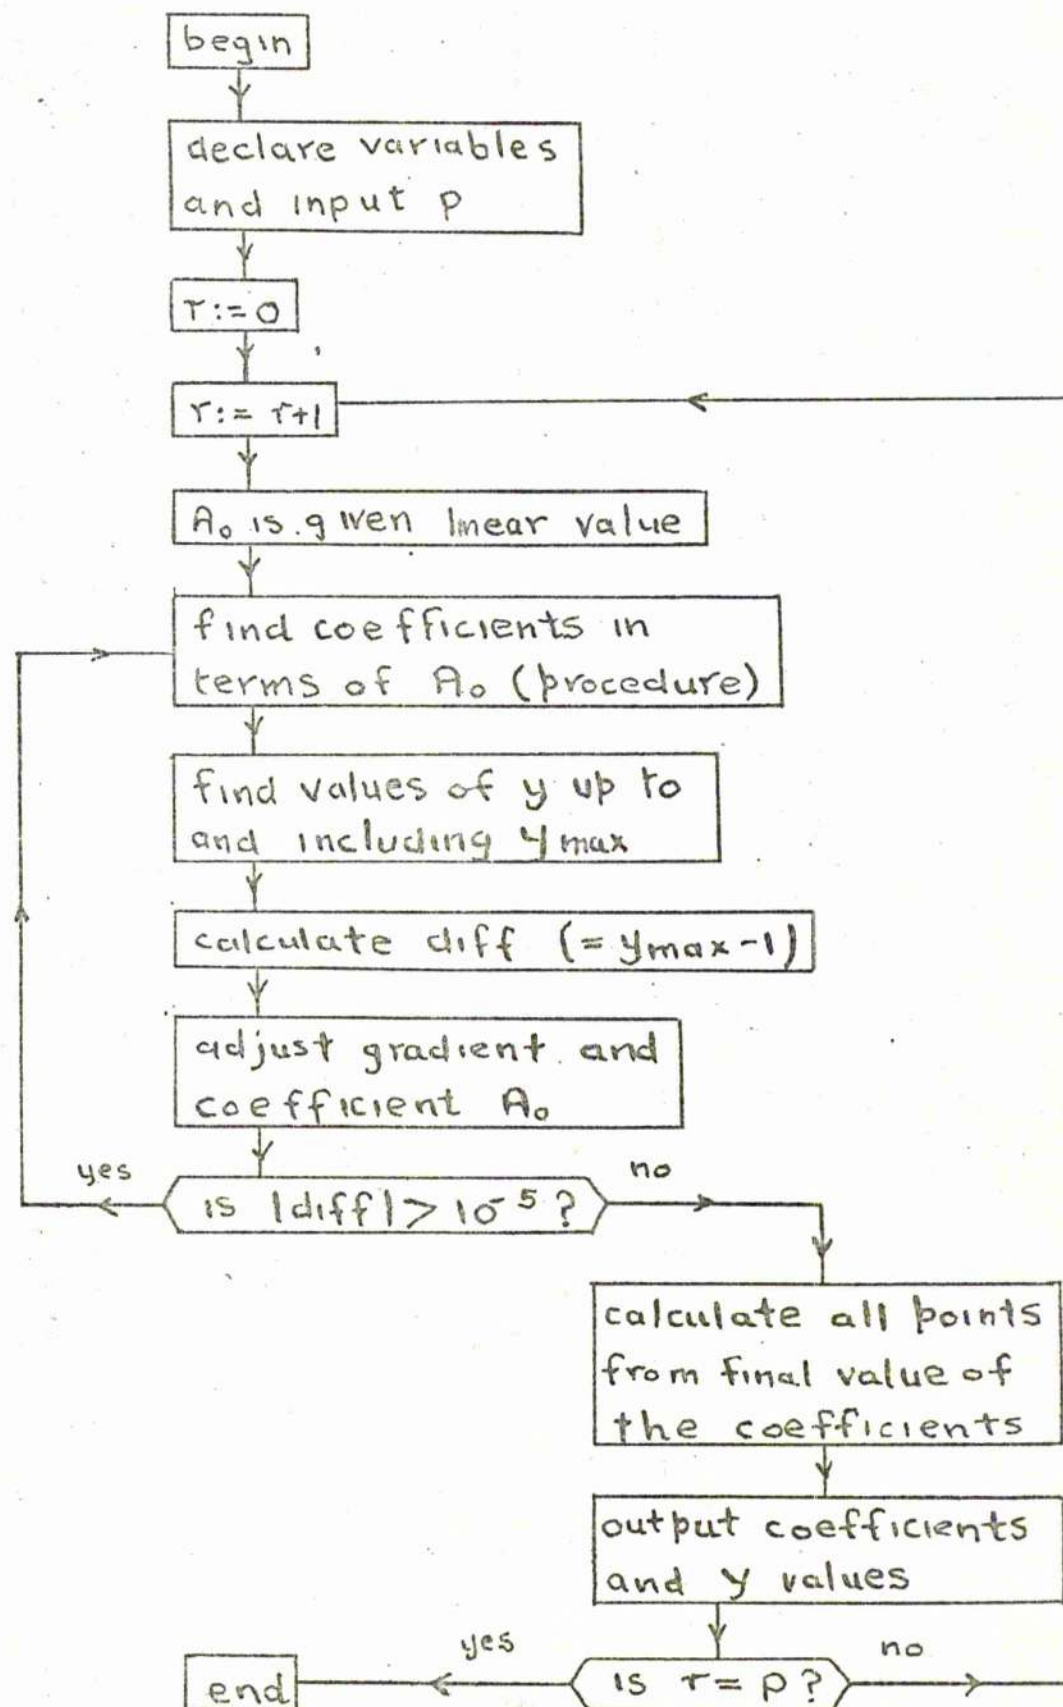 begin
declare variables
and input p
r:=0
r:= r+1
A₀ is given linear value
find coefficients in
terms of A₀ (procedure)
find values of y up to
and including ymax
calculate diff (= ymax -1)
adjust gradient and
coefficient A₀
yes
is |diff| > 10⁻⁵ ?
no
calculate all points
from final value of
the coefficients
output coefficients
and y values
yes
is r = p ?
no
end